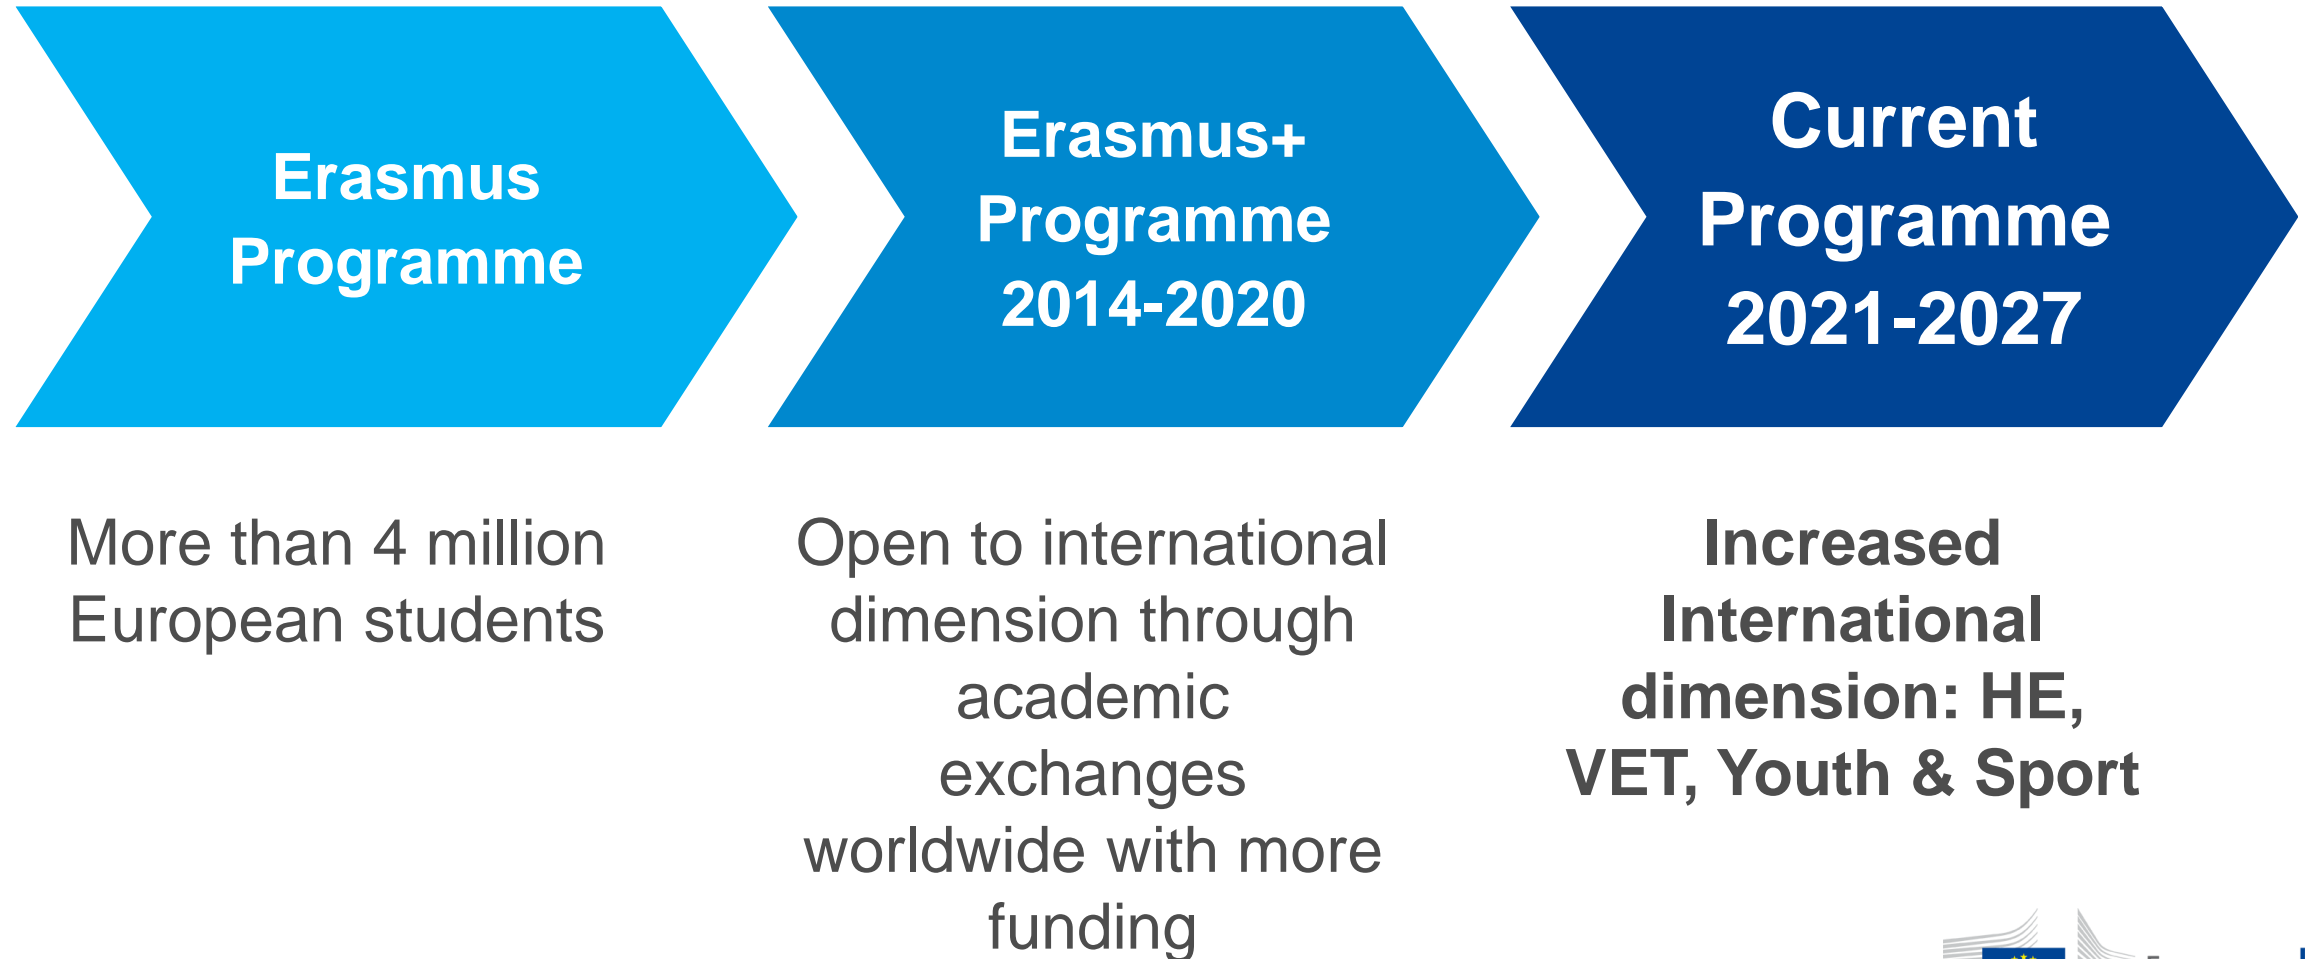 Erasmus
Programme
Erasmus+
Programme
2014-2020
Current
Programme
2021-2027
More than 4 million
European students
Open to international
dimension through
academic
exchanges
worldwide with more
funding
Increased
International
dimension: HE,
VET, Youth & Sport